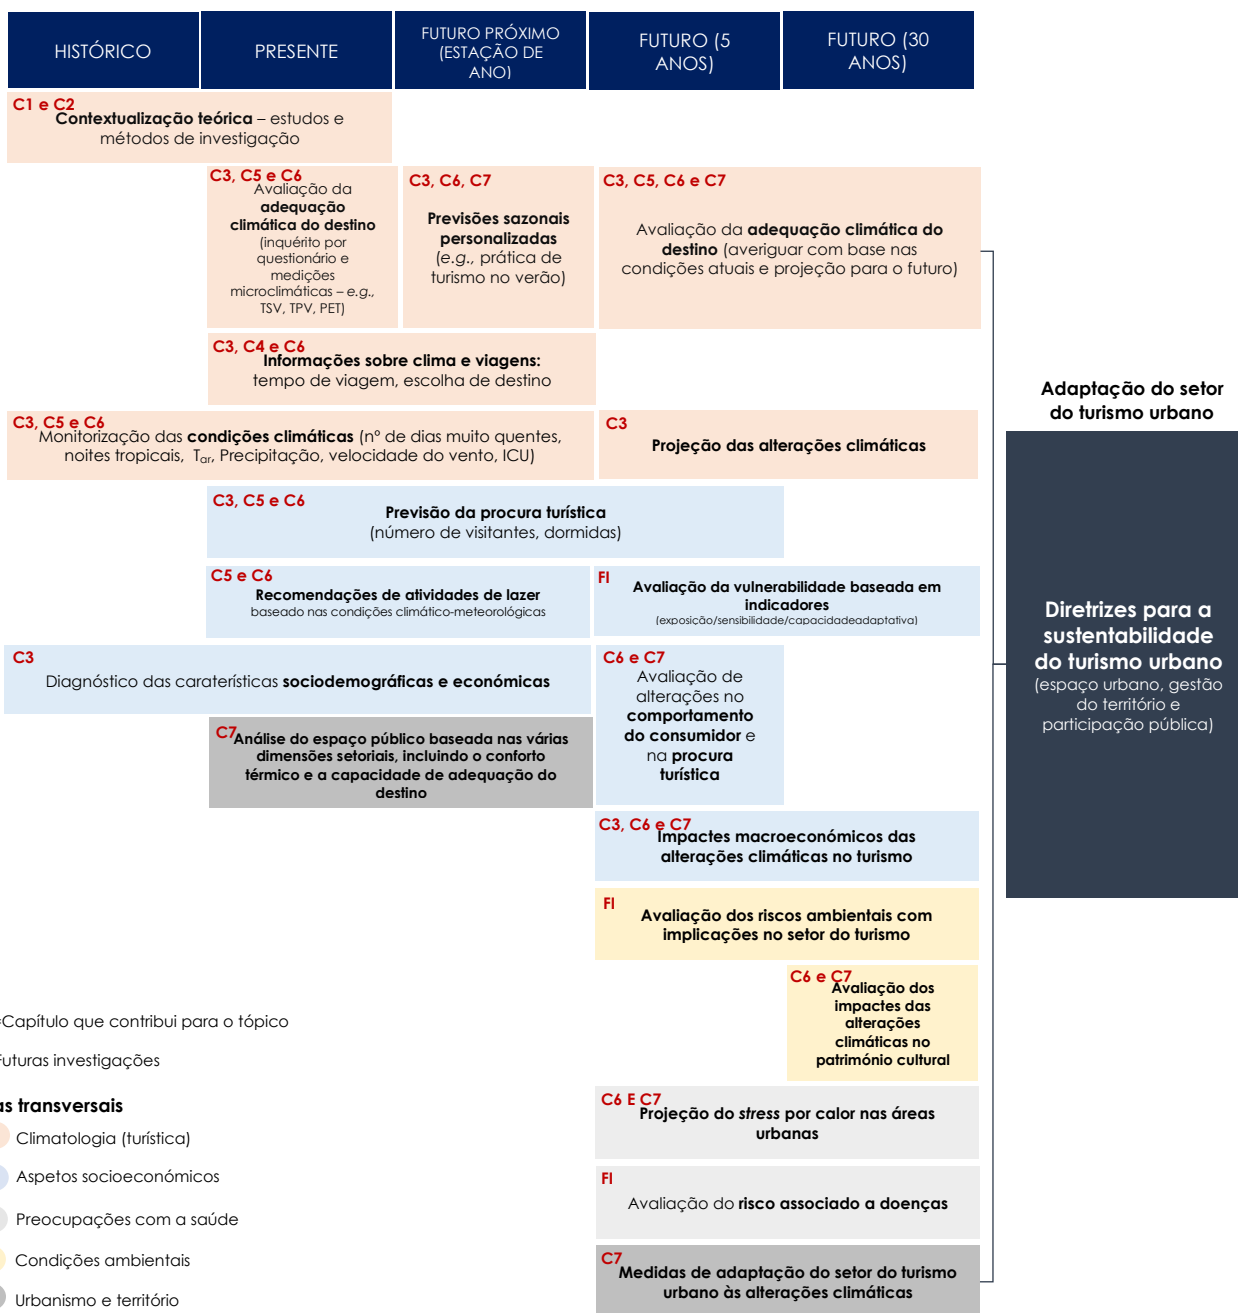 HISTÓRICO
PRESENTE
FUTURO PRÓXIMO
(ESTAÇÃO DE
ANO)
FUTURO (5
ANOS)
FUTURO (30
ANOS)
C1 e C2
Contextualização teórica – estudos e
métodos de investigação
C3, C5 e C6
Avaliação da
adequação
climática do destino
(inquérito por
questionário e
medições
microclimáticas – e.g.,
TSV, TPV, PET)
C3, C6, C7
Previsões sazonais
personalizadas
(e.g., prática de
turismo no verão)
C3, C5, C6 e C7
Avaliação da adequação climática do
destino (averiguar com base nas
condições atuais e projeção para o futuro)
C3, C4 e C6
Informações sobre clima e viagens:
tempo de viagem, escolha de destino
C3, C5 e C6
Monitorização das condições climáticas (nº de dias muito quentes,
noites tropicais, Tar, Precipitação, velocidade do vento, ICU)
C3
Projeção das alterações climáticas
C3, C5 e C6
Previsão da procura turística
(número de visitantes, dormidas)
C5 e C6
Recomendações de atividades de lazer
baseado nas condições climático-meteorológicas
FI
Avaliação da vulnerabilidade baseada em
indicadores
(exposição/sensibilidade/capacidadeadaptativa)
C3
Diagnóstico das caraterísticas sociodemográficas e económicas
C6 e C7
Avaliação de
alterações no
comportamento
do consumidor e
na procura
turística
C7
Análise do espaço público baseada nas várias
dimensões setoriais, incluindo o conforto
térmico e a capacidade de adequação do
destino
C3, C6 e C7
Impactes macroeconómicos das
alterações climáticas no turismo
FI
Avaliação dos riscos ambientais com
implicações no setor do turismo
C6 e C7
Avaliação dos
impactes das
alterações
climáticas no
património cultural
C6 E C7
Projeção do stress por calor nas áreas
urbanas
FI
Avaliação do risco associado a doenças
C7
Medidas de adaptação do setor do turismo
urbano às alterações climáticas
Adaptação do setor
do turismo urbano
Diretrizes para a
sustentabilidade
do turismo urbano
(espaço urbano, gestão
do território e
participação pública)
=Capítulo que contribui para o tópico
Futuras investigações
as transversais
Climatologia (turística)
Aspetos socioeconómicos
Preocupações com a saúde
Condições ambientais
Urbanismo e território